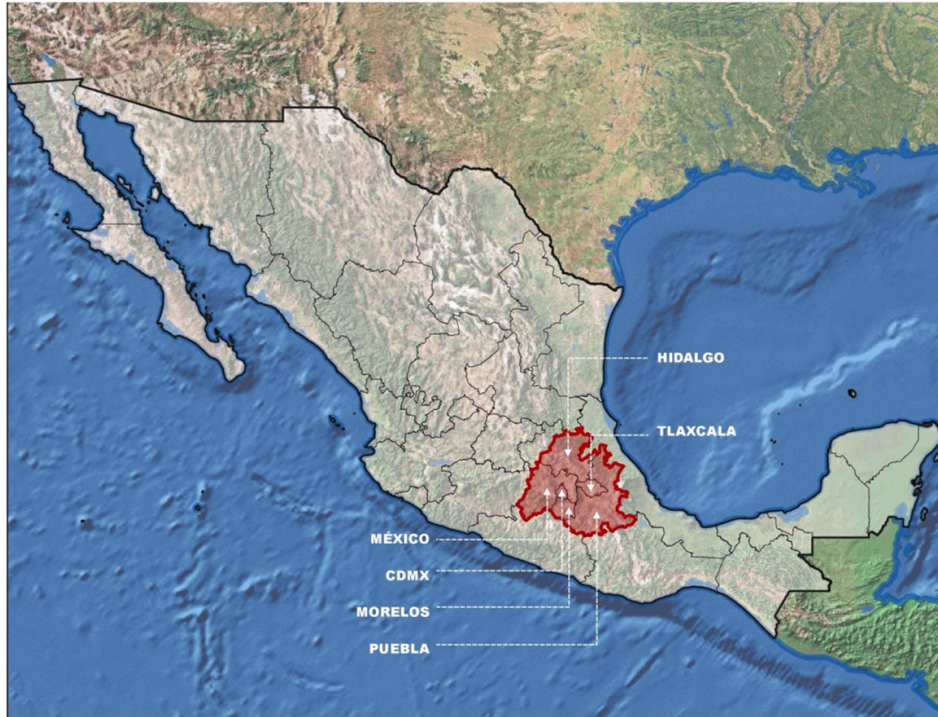 HIDALGO
TLAXCALA
MÉXICO
CDMX
MORELOS
PUEBLA